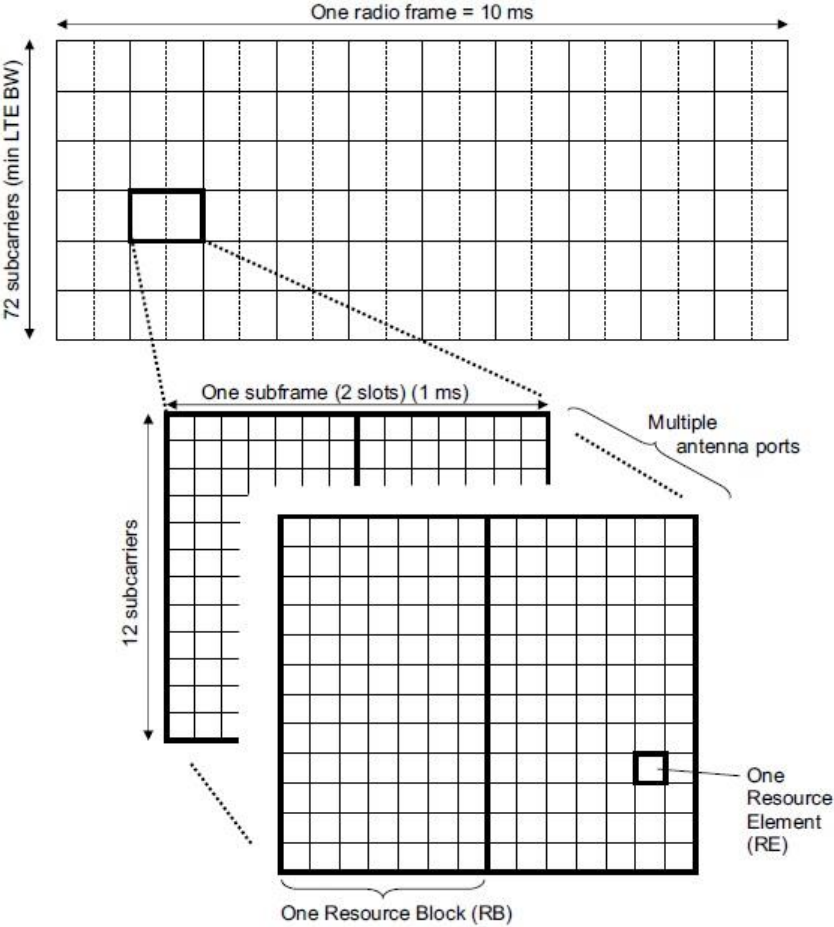 One radio frame = 10 ms
72 subcarriers (min LTE BW)
One subframe (2 slots) (1 ms)
Multiple
antenna ports
12 subcarriers
One
Resource
Element
(RE)
One Resource Block (RB)